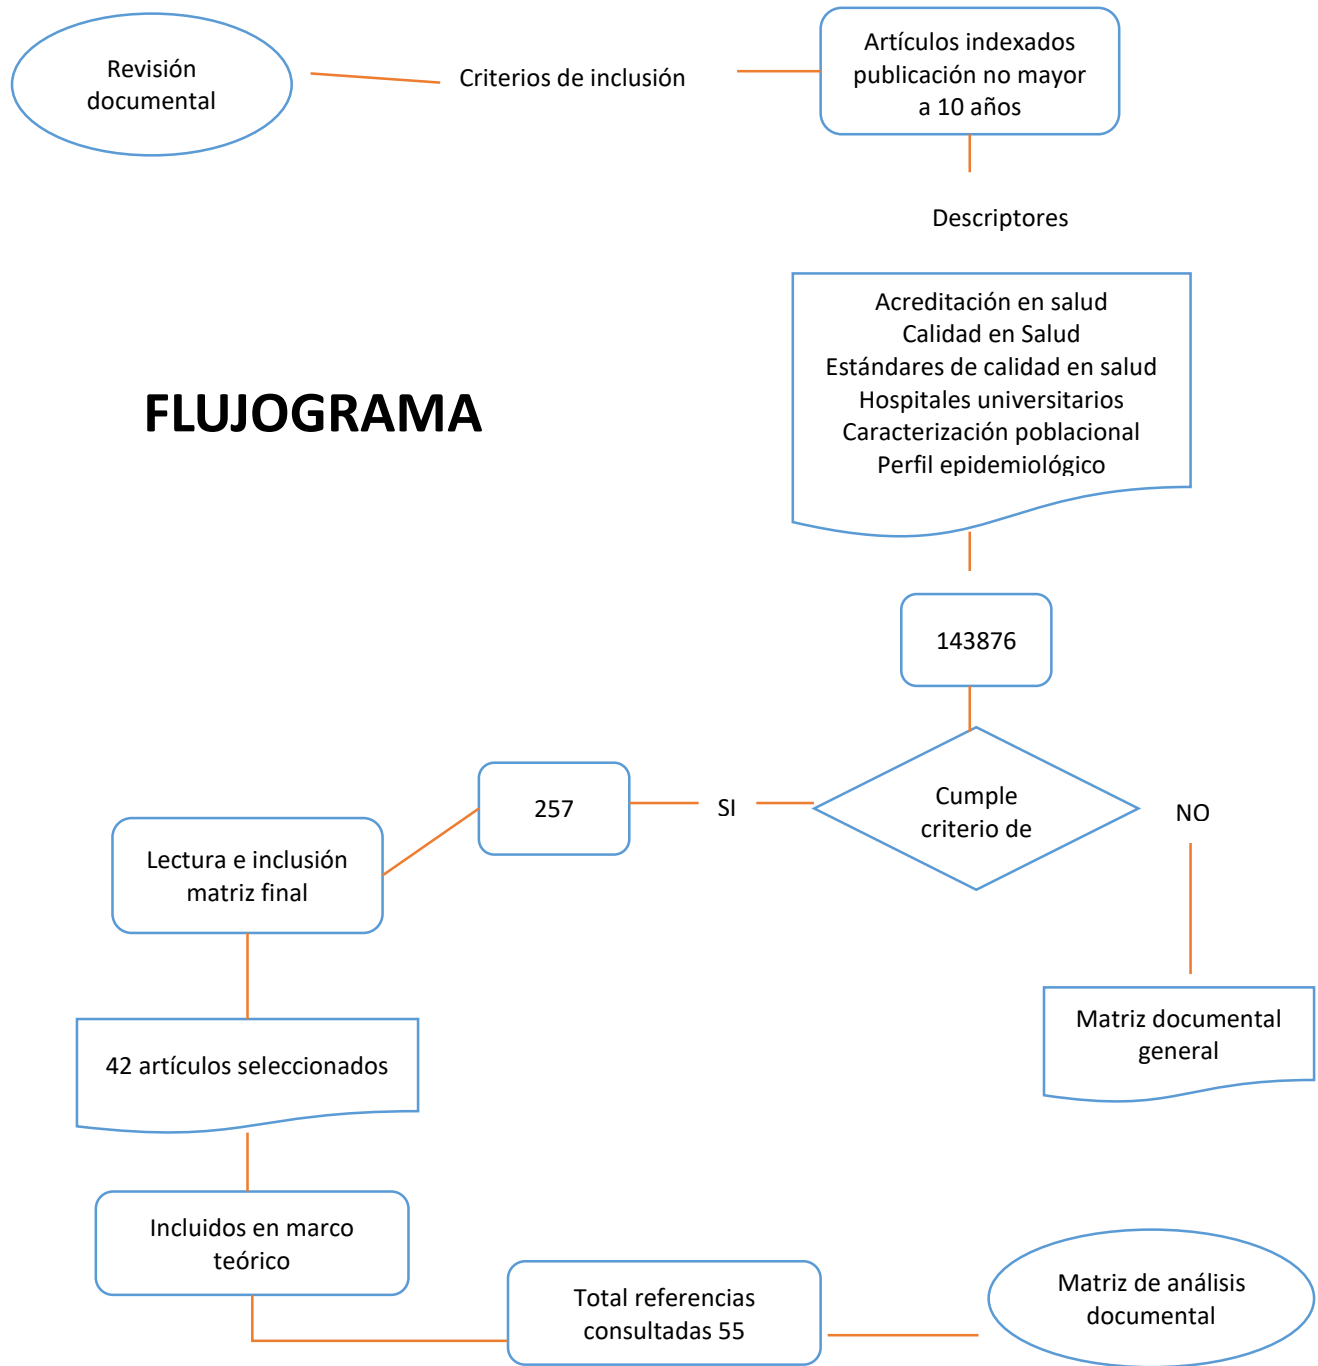 Revisión
documental
Criterios de inclusión
Artículos indexados
publicación no mayor
a 10 años
Descriptores
Acreditación en salud
Calidad en Salud
Estándares de calidad en salud
Hospitales universitarios
Caracterización poblacional
Perfil epidemiológico
FLUJOGRAMA
143876
Cumple
criterio de
SI
NO
257
Lectura e inclusión
matriz final
Matriz documental
general
42 artículos seleccionados
Incluidos en marco
teórico
Total referencias
consultadas 55
Matriz de análisis
documental